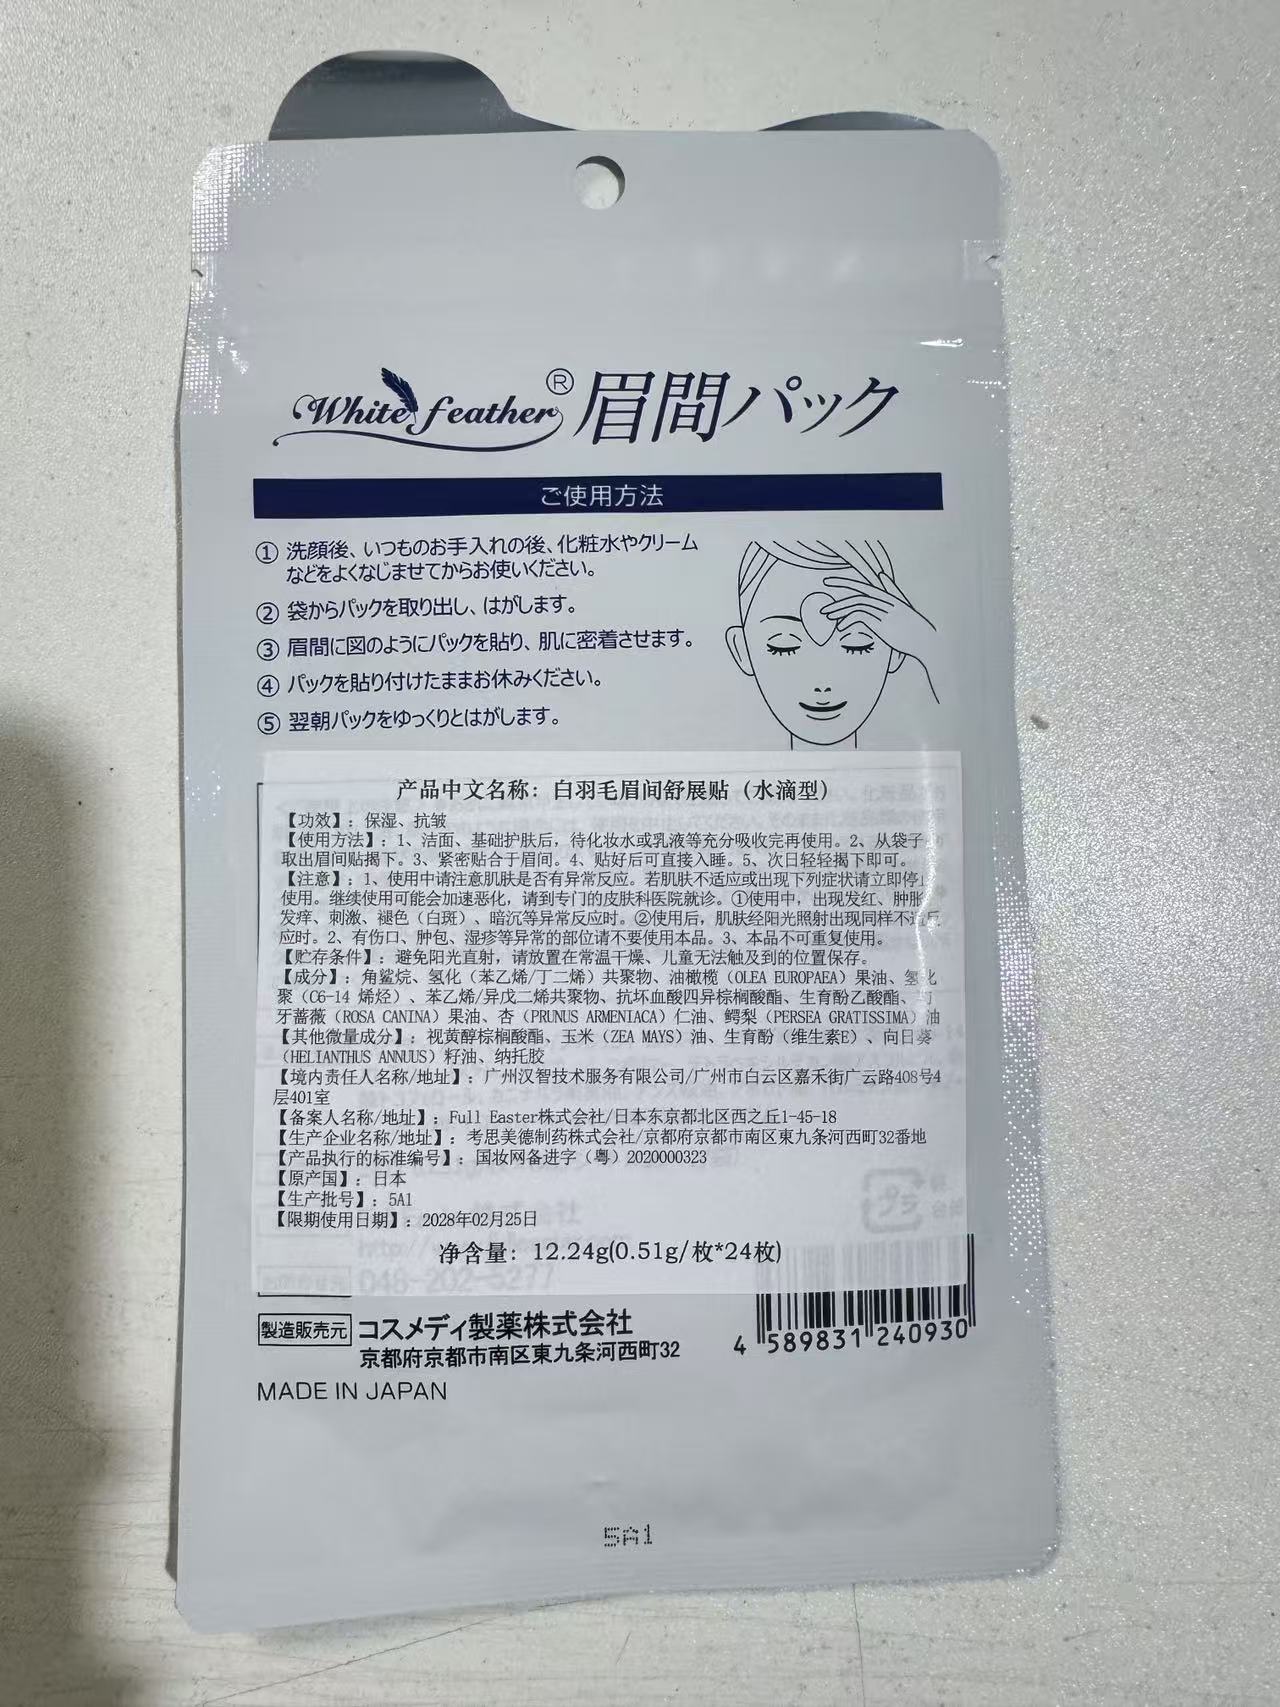 White feather® 眉間パック
ご使用方法
① 洗顔後、いつものお手入れの後、化粧水やクリーム
などをよくなじませてからお使いください。
② 袋からパックを取り出し、はがします。
③ 眉間に図のようにパックを貼り、肌に密着させます。
④ パックを貼り付けたままお休みください。
⑤ 翌朝パックをゆっくりとはがします。
产品中文名称：白羽毛眉间舒展贴（水滴型）
【功效】：保湿、抗皱
【使用方法】：1、洁面、基础护肤后，待化妆水或乳液等充分吸收完再使用。2、从袋子
取出眉间贴揭下。3、紧密贴合于眉间。4、贴好后可直接入睡。5、次日轻轻揭下即可。
【注意】：1、使用中请注意肌肤是否有异常反应。若肌肤不适应或出现下列症状请立即停止
使用。继续使用可能会加速恶化，请到专门的皮肤科医院就诊。①使用中，出现发红、肿胀
发痒、刺激、褪色（白斑）、暗沉等异常反应时。②使用后，肌肤经阳光照射出现同样不适反
应时。2、有伤口、肿包、湿疹等异常的部位请不要使用本品。3、本品不可重复使用。
【贮存条件】：避免阳光直射，请放置在常温干燥、儿童无法触及到的位置保存。
【成分】：角鲨烷、氢化（苯乙烯/丁二烯）共聚物、油橄榄（OLEA EUROPAEA）果油、氢化
聚（C6-14 烯烃）、苯乙烯/异戊二烯共聚物、抗坏血酸四异棕榈酸酯、生育酚乙酸酯、
牙蔷薇（ROSA CANINA）果油、杏（PRUNUS ARMENIACA）仁油、鳄梨（PERSEA GRATISSIMA）油
【其他微量成分】：视黄醇棕榈酸酯、玉米（ZEA MAYS）油、生育酚（维生素E）、向日葵
（HELIANTHUS ANNUUS）籽油、纳托胶
【境内责任人名称/地址】：广州汉智技术服务有限公司/广州市白云区嘉禾街广云路408号4
层401室
【备案人名称/地址】：Full Easter株式会社/日本东京都北区西之丘1-45-18
【生产企业名称/地址】：考思美德制药株式会社/京都府京都市南区東九条河西町32番地
【产品执行的标准编号】：国妆网备进字（粤）2020000323
【原产国】：日本
【生产批号】：5A1
【限期使用日期】：2028年02月25日
净含量：12.24g(0.51g/枚*24枚)
プラ
048-202-5277
製造販売元 コスメディ製薬株式会社
京都府京都市南区東九条河西町32
4 589831 240930
MADE IN JAPAN
5A1